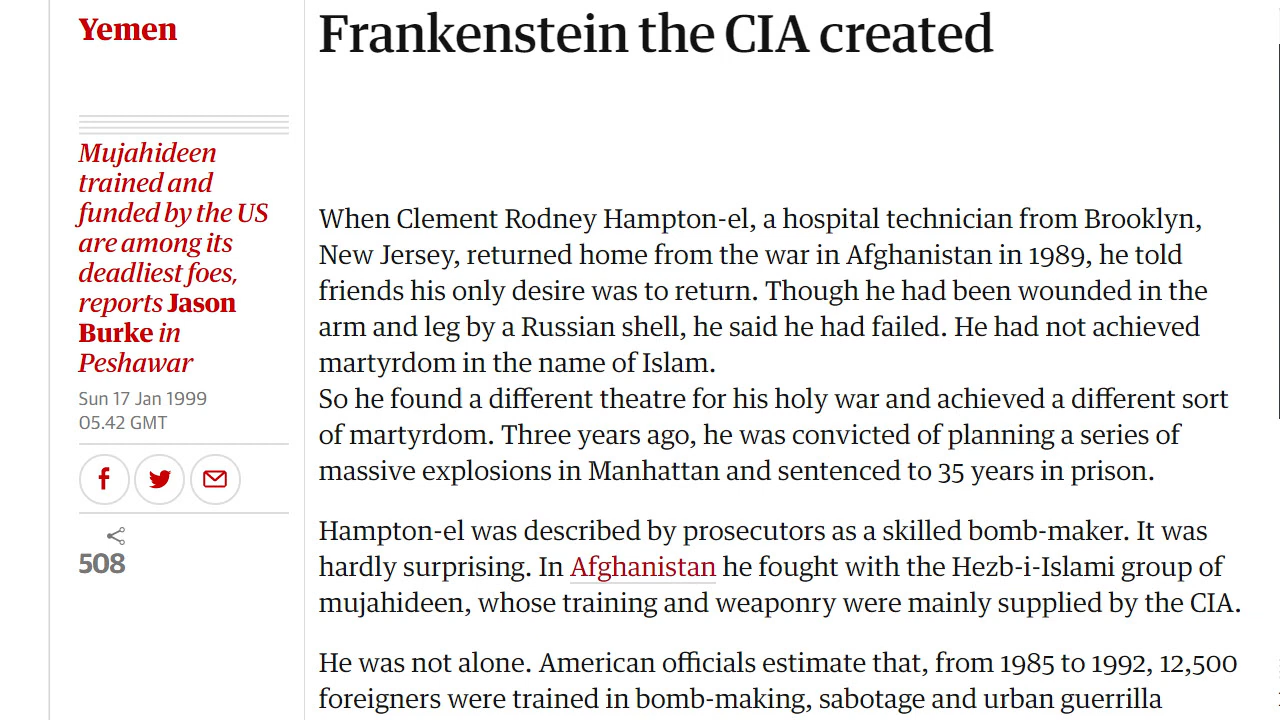 Yemen
Frankenstein the CIA created
Mujahideen
trained and
funded by the US
are among its
deadliest foes,
reports Jason
Burke in
Peshawar
Sun 17 Jan 1999
05.42 GMT
508
When Clement Rodney Hampton-el, a hospital technician from Brooklyn,
New Jersey, returned home from the war in Afghanistan in 1989, he told
friends his only desire was to return. Though he had been wounded in the
arm and leg by a Russian shell, he said he had failed. He had not achieved
martyrdom in the name of Islam.
So he found a different theatre for his holy war and achieved a different sort
of martyrdom. Three years ago, he was convicted of planning a series of
massive explosions in Manhattan and sentenced to 35 years in prison.
Hampton-el was described by prosecutors as a skilled bomb-maker. It was
hardly surprising. In Afghanistan he fought with the Hezb-i-Islami group of
mujahideen, whose training and weaponry were mainly supplied by the CIA.
He was not alone. American officials estimate that, from 1985 to 1992, 12,500
foreigners were trained in bomb-making, sabotage and urban guerrilla